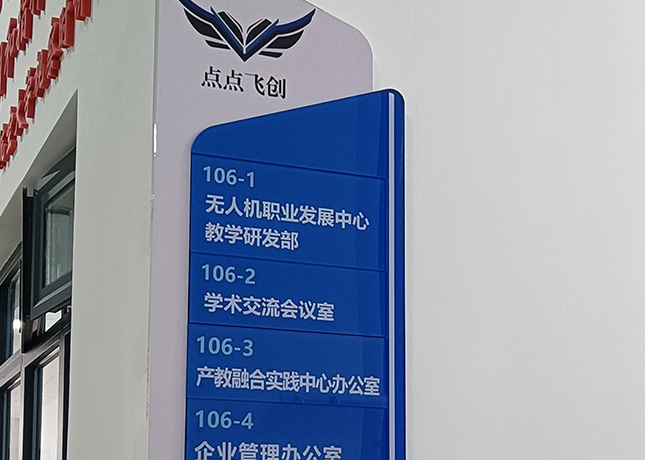 点点飞创
106-1
无人机职业发展中心
教学研发部
106-2
学术交流会议室
106-3
产教融合实践中心办公室
106-4
企业管理办公室